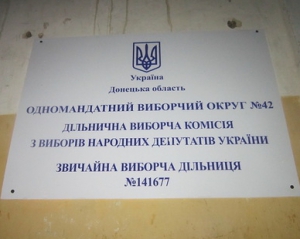 Україна
Донецька область
ОДНОМАНДАТНИЙ ВИБОРЧИЙ ОКРУГ №42
ДІЛЬНИЧНА ВИБОРЧА КОМІСІЯ
З ВИБОРІВ НАРОДНИХ ДЕПУТАТІВ УКРАЇНИ
ЗВИЧАЙНА ВИБОРЧА ДІЛЬНИЦЯ
№141677